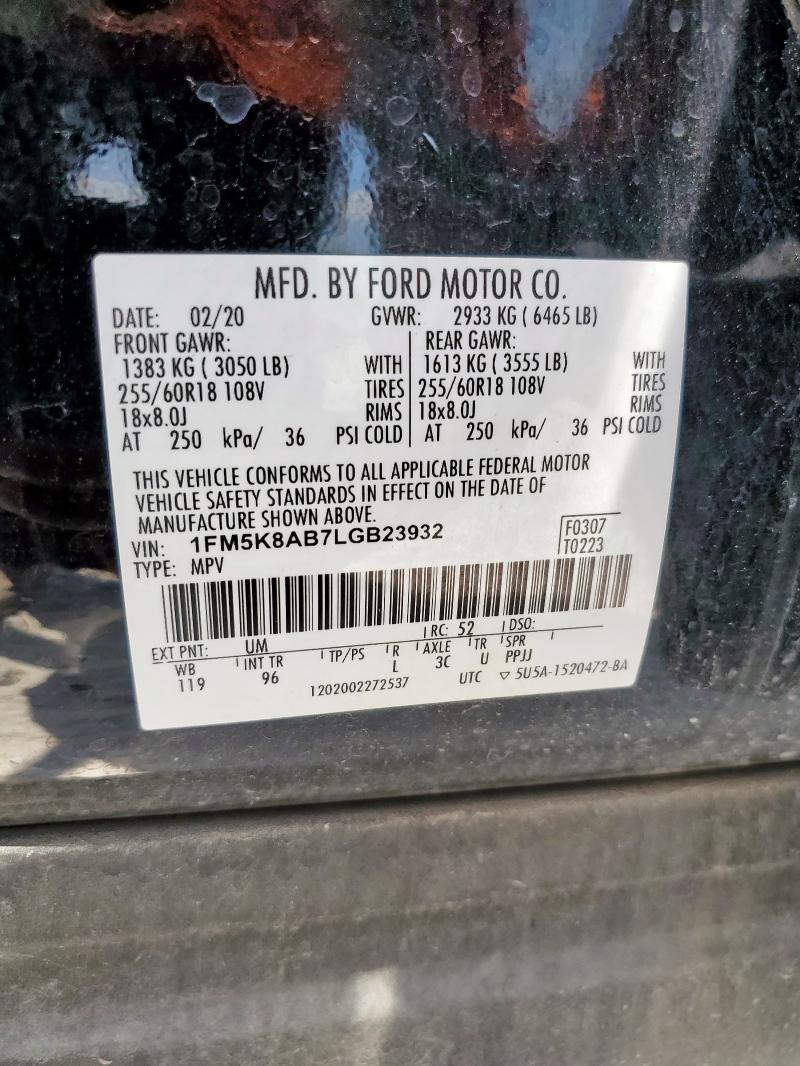 MFD. BY FORD MOTOR CO.
DATE: 02/20 GVWR: 2933 KG ( 6465 LB)
FRONT GAWR: REAR GAWR:
1383 KG ( 3050 LB) WITH 1613 KG ( 3555 LB) WITH
255/60R18 108V TIRES 255/60R18 108V TIRES
18x8.0J RIMS 18x8.0J RIMS
AT 250 kPa/ 36 PSI COLD AT 250 kPa/ 36 PSI COLD
THIS VEHICLE CONFORMS TO ALL APPLICABLE FEDERAL MOTOR
VEHICLE SAFETY STANDARDS IN EFFECT ON THE DATE OF
MANUFACTURE SHOWN ABOVE.
VIN: 1FM5K8AB7LGB23932 F0307
TYPE: MPV T0223
EXT PNT: UM RC: 52 DSO:
WB INT TR TP/PS R AXLE TR SPR
119 96 L 3C U PPJJ
1202002272537 UTC ▽ 5U5A-1520472-BA